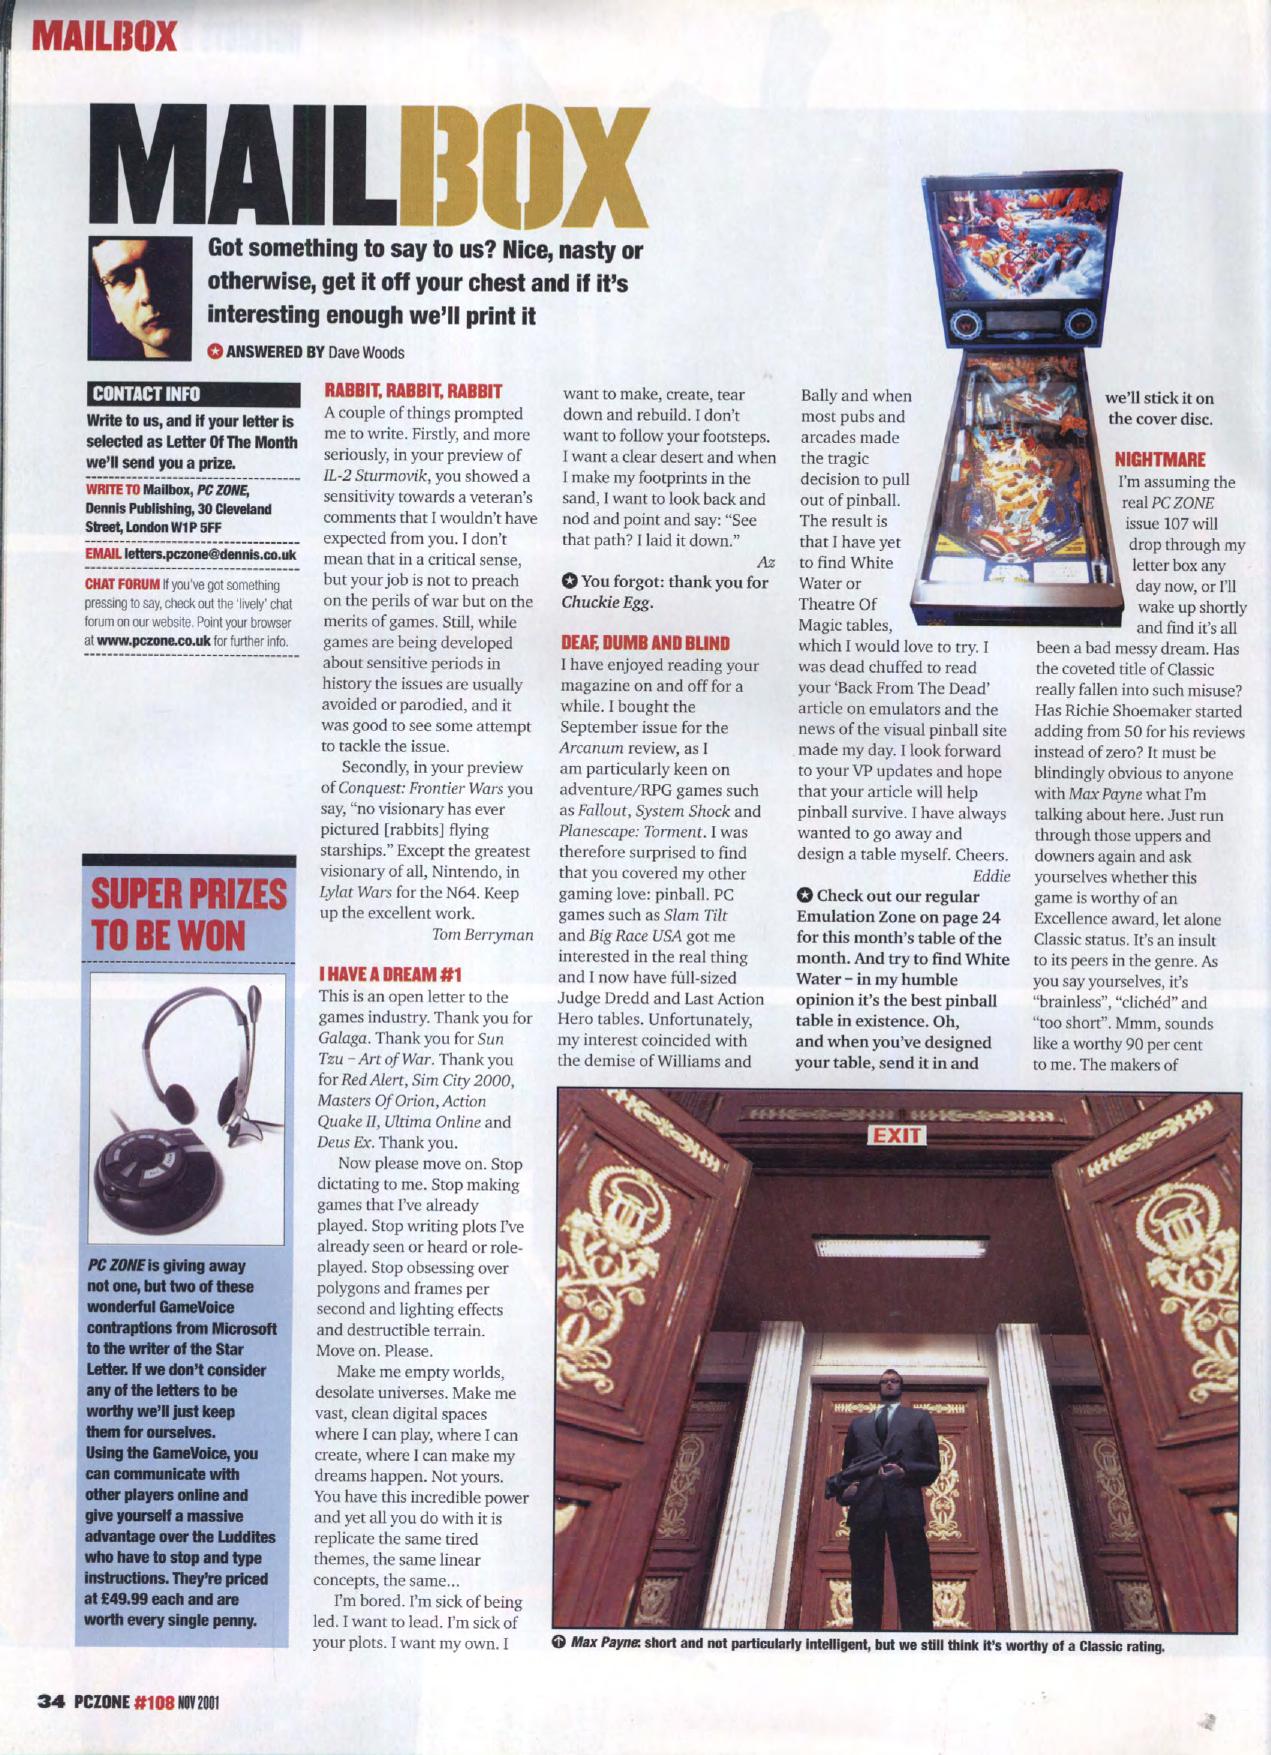 MAILBOX
MAILBOX
Got something to say to us? Nice, nasty or
otherwise, get it off your chest and if it's
interesting enough we'll print it
ANSWERED BY Dave Woods
CONTACT INFO
Write to us, and if your letter is
selected as Letter Of The Month
we'll send you a prize.
WRITE TO Mailbox, PC ZONE,
Dennis Publishing, 30 Cleveland
Street, London W1P 5FF
EMAIL letters.pczone@dennis.co.uk
CHAT FORUM If you've got something
pressing to say, check out the 'lively' chat
forum on our website. Point your browser
at www.pczone.co.uk for further info.
SUPER PRIZES
TO BE WON
PC ZONE is giving away
not one, but two of these
wonderful GameVoice
contraptions from Microsoft
to the writer of the Star
Letter. If we don't consider
any of the letters to be
worthy we'll just keep
them for ourselves.
Using the GameVoice, you
can communicate with
other players online and
give yourself a massive
advantage over the Luddites
who have to stop and type
instructions. They're priced
at £49.99 each and are
worth every single penny.
RABBIT, RABBIT, RABBIT
A couple of things prompted
me to write. Firstly, and more
seriously, in your preview of
IL-2 Sturmovik, you showed a
sensitivity towards a veteran's
comments that I wouldn't have
expected from you. I don't
mean that in a critical sense,
but your job is not to preach
on the perils of war but on the
merits of games. Still, while
games are being developed
about sensitive periods in
history the issues are usually
avoided or parodied, and it
was good to see some attempt
to tackle the issue.
Secondly, in your preview
of Conquest: Frontier Wars you
say, "no visionary has ever
pictured [rabbits] flying
starships." Except the greatest
visionary of all, Nintendo, in
Lylat Wars for the N64. Keep
up the excellent work.
Tom Berryman
I HAVE A DREAM #1
This is an open letter to the
games industry. Thank you for
Galaga. Thank you for Sun
Tzu – Art of War. Thank you
for Red Alert, Sim City 2000,
Masters Of Orion, Action
Quake II, Ultima Online and
Deus Ex. Thank you.
Now please move on. Stop
dictating to me. Stop making
games that I've already
played. Stop writing plots I've
already seen or heard or role-
played. Stop obsessing over
polygons and frames per
second and lighting effects
and destructible terrain.
Move on. Please.
Make me empty worlds,
desolate universes. Make me
vast, clean digital spaces
where I can play, where I can
create, where I can make my
dreams happen. Not yours.
You have this incredible power
and yet all you do with it is
replicate the same tired
themes, the same linear
concepts, the same...
I'm bored. I'm sick of being
led. I want to lead. I'm sick of
your plots. I want my own. I
want to make, create, tear
down and rebuild. I don't
want to follow your footsteps.
I want a clear desert and when
I make my footprints in the
sand, I want to look back and
nod and point and say: "See
that path? I laid it down."
Az
You forgot: thank you for
Chuckie Egg.
DEAF, DUMB AND BLIND
I have enjoyed reading your
magazine on and off for a
while. I bought the
September issue for the
Arcanum review, as I
am particularly keen on
adventure/RPG games such
as Fallout, System Shock and
Planescape: Torment. I was
therefore surprised to find
that you covered my other
gaming love: pinball. PC
games such as Slam Tilt
and Big Race USA got me
interested in the real thing
and I now have full-sized
Judge Dredd and Last Action
Hero tables. Unfortunately,
my interest coincided with
the demise of Williams and
Bally and when
most pubs and
arcades made
the tragic
decision to pull
out of pinball.
The result is
that I have yet
to find White
Water or
Theatre Of
Magic tables,
which I would love to try. I
was dead chuffed to read
your 'Back From The Dead'
article on emulators and the
news of the visual pinball site
made my day. I look forward
to your VP updates and hope
that your article will help
pinball survive. I have always
wanted to go away and
design a table myself. Cheers.
Eddie
Check out our regular
Emulation Zone on page 24
for this month's table of the
month. And try to find White
Water – in my humble
opinion it's the best pinball
table in existence. Oh,
and when you've designed
your table, send it in and
we'll stick it on
the cover disc.
NIGHTMARE
I'm assuming the
real PC ZONE
issue 107 will
drop through my
letter box any
day now, or I'll
wake up shortly
and find it's all
been a bad messy dream. Has
the coveted title of Classic
really fallen into such misuse?
Has Richie Shoemaker started
adding from 50 for his reviews
instead of zero? It must be
blindingly obvious to anyone
with Max Payne what I'm
talking about here. Just run
through those uppers and
downers again and ask
yourselves whether this
game is worthy of an
Excellence award, let alone
Classic status. It's an insult
to its peers in the genre. As
you say yourselves, it's
"brainless", "clichéd" and
"too short". Mmm, sounds
like a worthy 90 per cent
to me. The makers of
EXIT
Max Payne: short and not particularly intelligent, but we still think it's worthy of a Classic rating.
34 PCZONE #108 NOV 2001